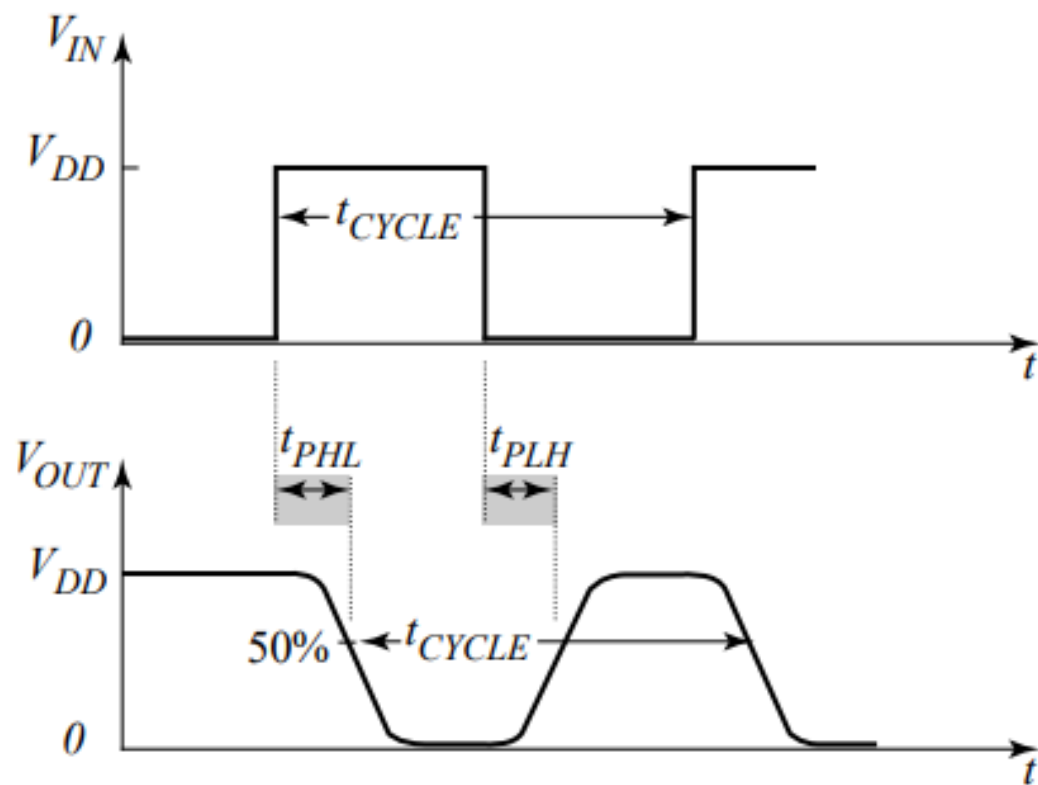 V_IN
V_DD
t_CYCLE
0
t
t_PHL
t_PLH
V_OUT
V_DD
50%
t_CYCLE
0
t